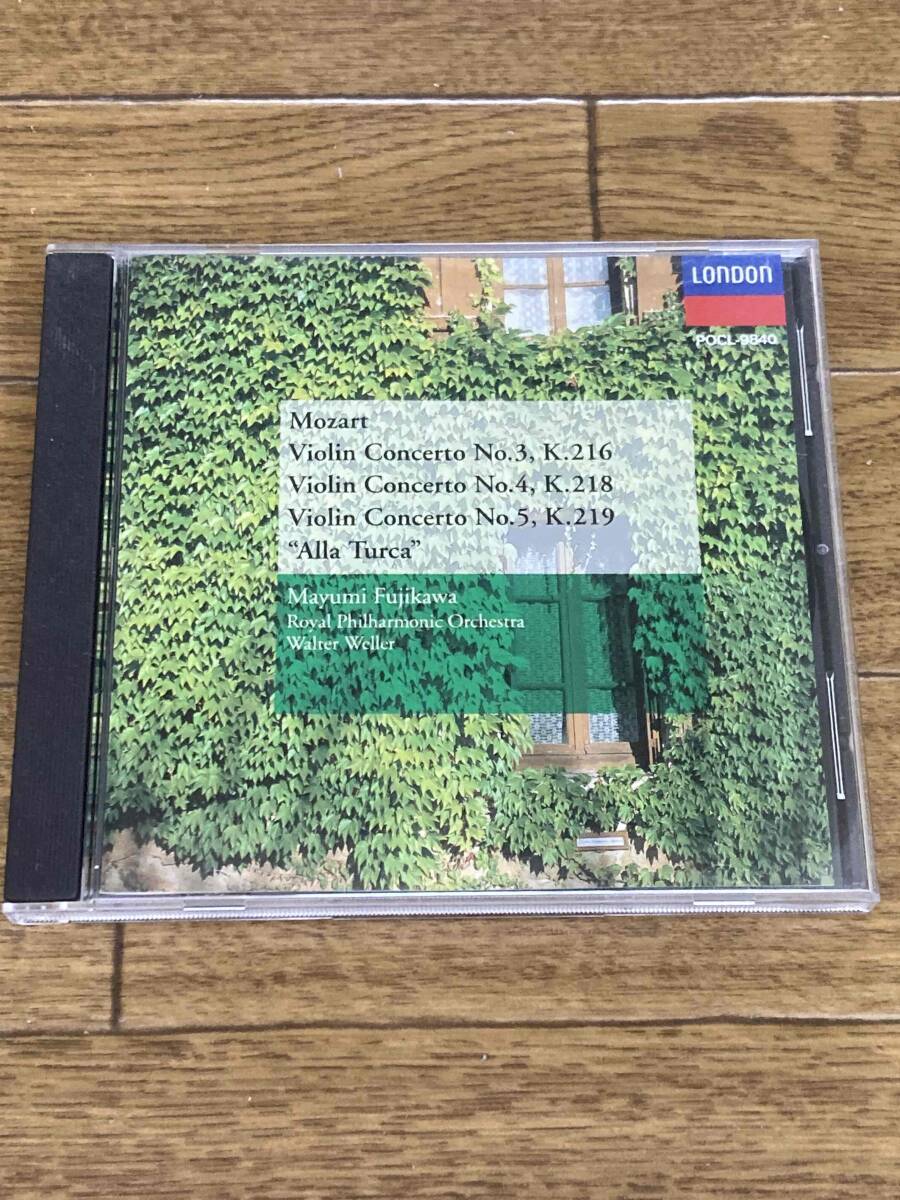 LONDON
POCL-9840
Mozart
Violin Concerto No.3, K.216
Violin Concerto No.4, K.218
Violin Concerto No.5, K.219
“Alla Turca”
Mayumi Fujikawa
Royal Philharmonic Orchestra
Walter Weller